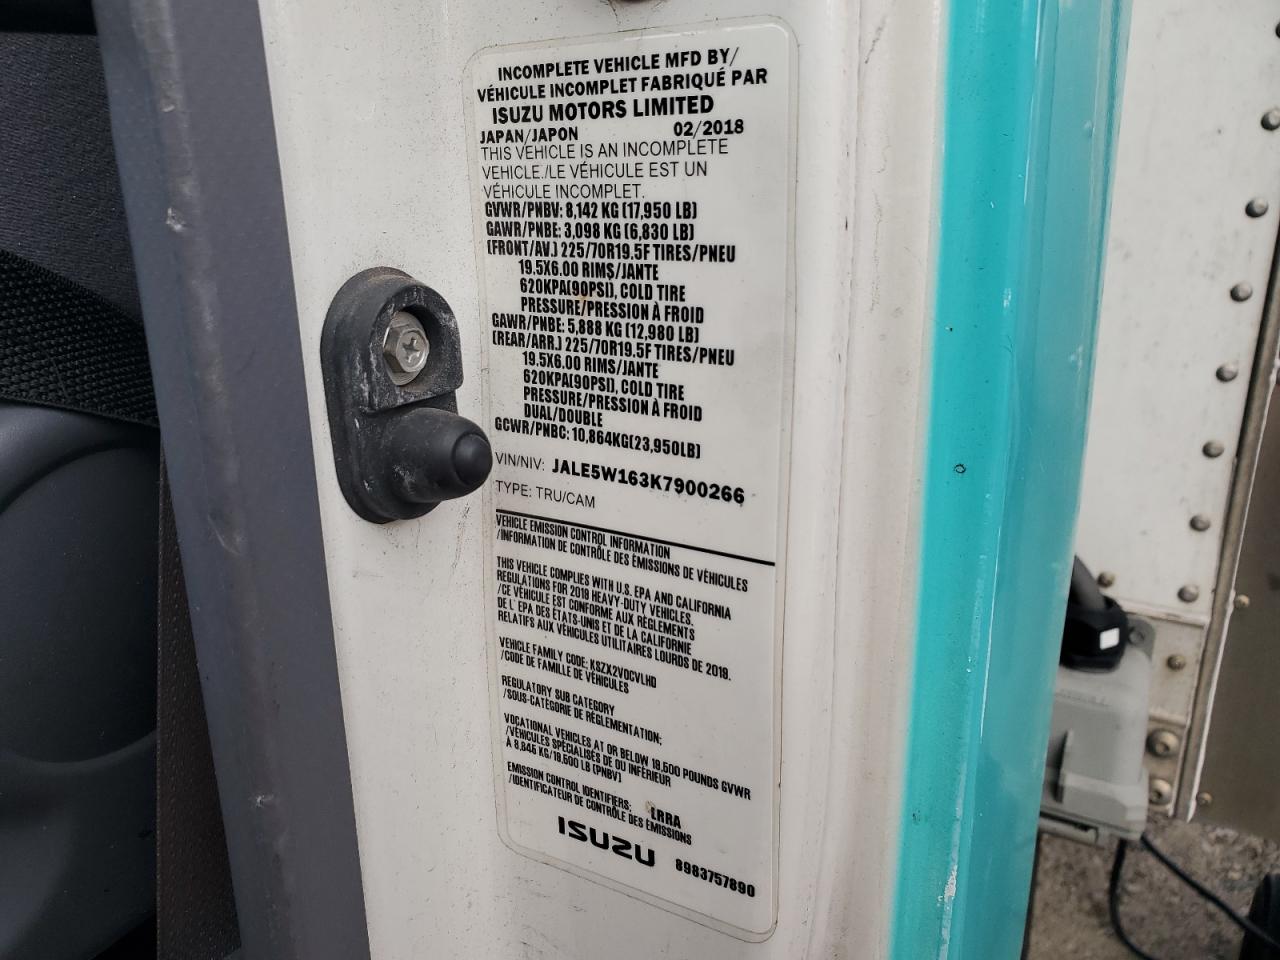 INCOMPLETE VEHICLE MFD BY/
VÉHICULE INCOMPLET FABRIQUÉ PAR
ISUZU MOTORS LIMITED
JAPAN/JAPON 02/2018
THIS VEHICLE IS AN INCOMPLETE
VEHICLE./LE VÉHICULE EST UN
VÉHICULE INCOMPLET.
GVWR/PNBV: 8,142 KG (17,950 LB)
GAWR/PNBE: 3,098 KG (6,830 LB)
(FRONT/AV.) 225/70R19.5F TIRES/PNEU
19.5X6.00 RIMS/JANTE
620KPA(90PSI), COLD TIRE
PRESSURE/PRESSION À FROID
GAWR/PNBE: 5,888 KG (12,980 LB)
(REAR/ARR.) 225/70R19.5F TIRES/PNEU
19.5X6.00 RIMS/JANTE
620KPA(90PSI), COLD TIRE
PRESSURE/PRESSION À FROID
DUAL/DOUBLE
GCWR/PNBC: 10,864KG(23,950LB)
VIN/NIV: JALE5W163K7900266
TYPE: TRU/CAM
VEHICLE EMISSION CONTROL INFORMATION
/INFORMATION DE CONTRÔLE DES ÉMISSIONS DE VÉHICULES
THIS VEHICLE COMPLIES WITH U.S. EPA AND CALIFORNIA
REGULATIONS FOR 2019 HEAVY-DUTY VEHICLES.
/CE VÉHICULE EST CONFORME AUX RÈGLEMENTS
DE L'EPA DES ÉTATS-UNIS ET DE LA CALIFORNIE
RELATIFS AUX VÉHICULES UTILITAIRES LOURDS DE 2019.
VEHICLE FAMILY CODE: KSZX2VOCVLHD
/CODE DE FAMILLE DE VÉHICULES
REGULATORY SUB CATEGORY
/SOUS-CATÉGORIE DE RÉGLEMENTATION:
VOCATIONAL VEHICLES AT OR BELOW 19,500 POUNDS GVWR
/VÉHICULES SPÉCIALISÉS DE OU INFÉRIEUR
À 8,845 KG/19,500 LB (PNBV)
EMISSION CONTROL IDENTIFIERS: LRRA
/IDENTIFICATEUR DE CONTRÔLE DES ÉMISSIONS
ISUZU 8983757890